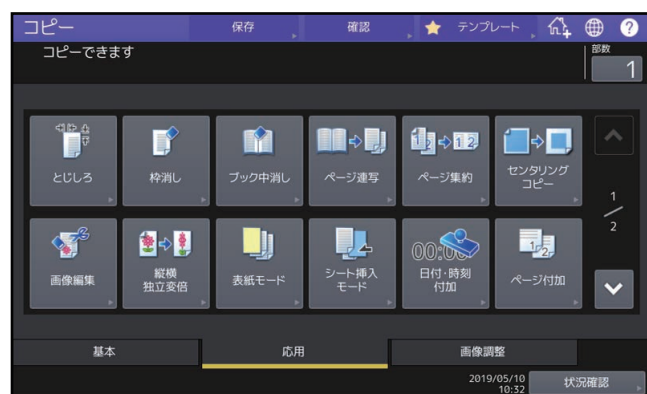 コピー
保存
確認
テンプレート
?
コピーできます
部数
1
とじしろ
枠消し
ブック中消し
ページ連写
ページ集約
センタリング
コピー
1
2
画像編集
縦横
独立変倍
表紙モード
シート挿入
モード
00:00
日付・時刻
付加
ページ付加
基本
応用
画像調整
2019/05/10
10:32
状況確認